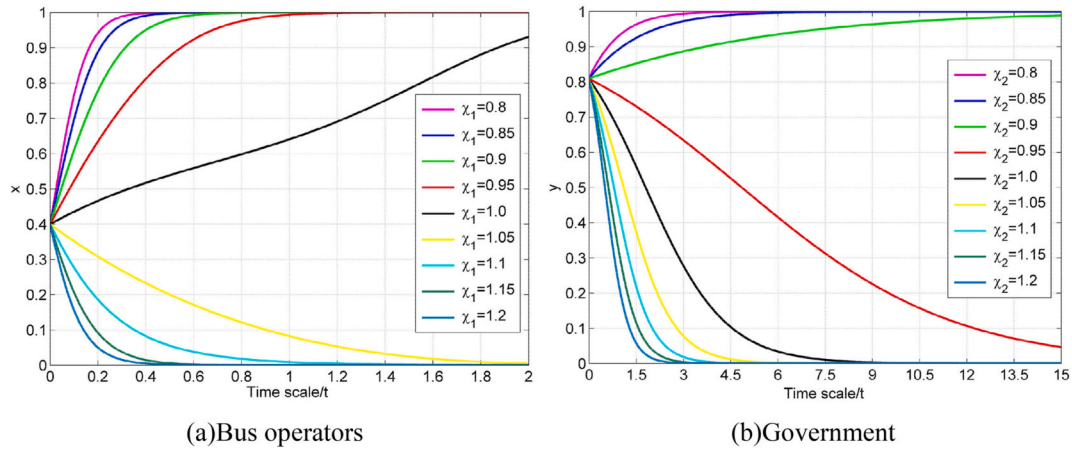 1
0.9
0.8
0.7
0.6
0.5
0.4
0.3
0.2
0.1
0
x
0 0.2 0.4 0.6 0.8 1 1.2 1.4 1.6 1.8 2
Time scale/t
χ1=0.8
χ1=0.85
χ1=0.9
χ1=0.95
χ1=1.0
χ1=1.05
χ1=1.1
χ1=1.15
χ1=1.2
(a)Bus operators
1
0.9
0.8
0.7
0.6
0.5
0.4
0.3
0.2
0.1
0
y
0 1.5 3 4.5 6 7.5 9 10.5 12 13.5 15
Time scale/t
χ2=0.8
χ2=0.85
χ2=0.9
χ2=0.95
χ2=1.0
χ2=1.05
χ2=1.1
χ2=1.15
χ2=1.2
(b)Government